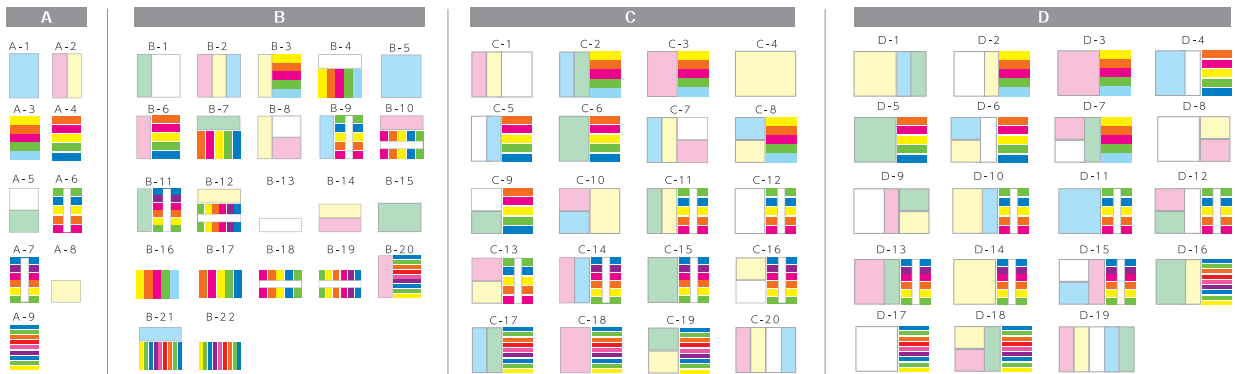 A
B
C
D
A-1 A-2
B-1 B-2 B-3 B-4 B-5
C-1 C-2 C-3 C-4
D-1 D-2 D-3 D-4
A-3 A-4
B-6 B-7 B-8 B-9 B-10
C-5 C-6 C-7 C-8
D-5 D-6 D-7 D-8
A-5 A-6
B-11 B-12 B-13 B-14 B-15
C-9 C-10 C-11 C-12
D-9 D-10 D-11 D-12
A-7 A-8
B-16 B-17 B-18 B-19 B-20
C-13 C-14 C-15 C-16
D-13 D-14 D-15 D-16
A-9
B-21 B-22
C-17 C-18 C-19 C-20
D-17 D-18 D-19